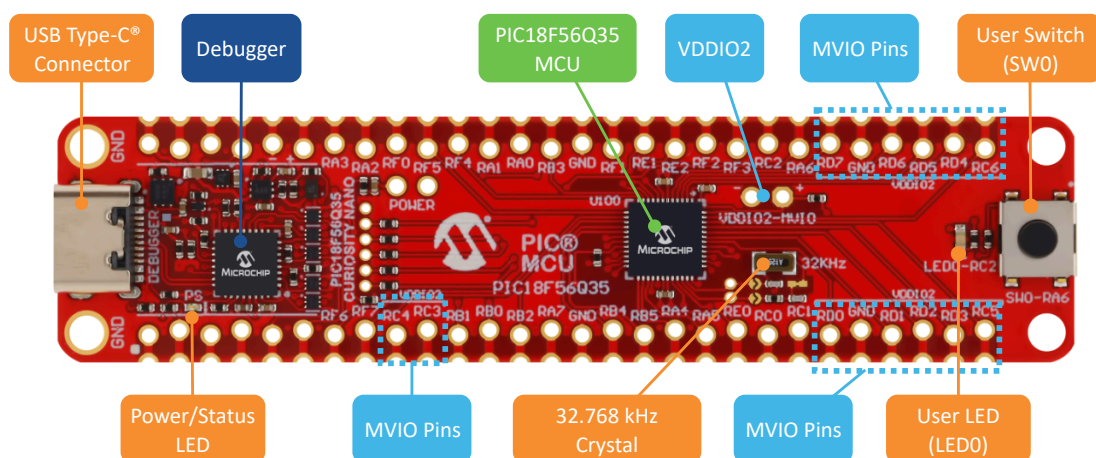 USB Type-C®
Connector
Debugger
PIC18F56Q35
MCU
VDDIO2
MVIO Pins
User Switch
(SW0)
GND
- +
RA3 RA2 RF0 RF5 RF4 RA1 RA0 RB3 GND RF1 RE1 RE2 RF2 RF3 RC2 RA6 RD7 GND RD6 RD5 RD4 RC6
VDDIO2
DEBUGGER
MICROCHIP
PS
PIC18F56Q35
CURIOSITY NANO
POWER
PIC®
MCU
PIC18F56Q35
U100
MICROCHIP
- +
VDDIO2-MVIO
32KHz
LED0-RC2
SW0-RA6
VDDIO2
VDDIO2
GND
RF6 RF7 RC4 RC3 RB1 RB0 RB2 RA7 GND RB4 RB5 RA4 RA5 RE0 RC0 RC1 RD0 GND RD1 RD2 RD3 RC5
Power/Status
LED
MVIO Pins
32.768 kHz
Crystal
MVIO Pins
User LED
(LED0)